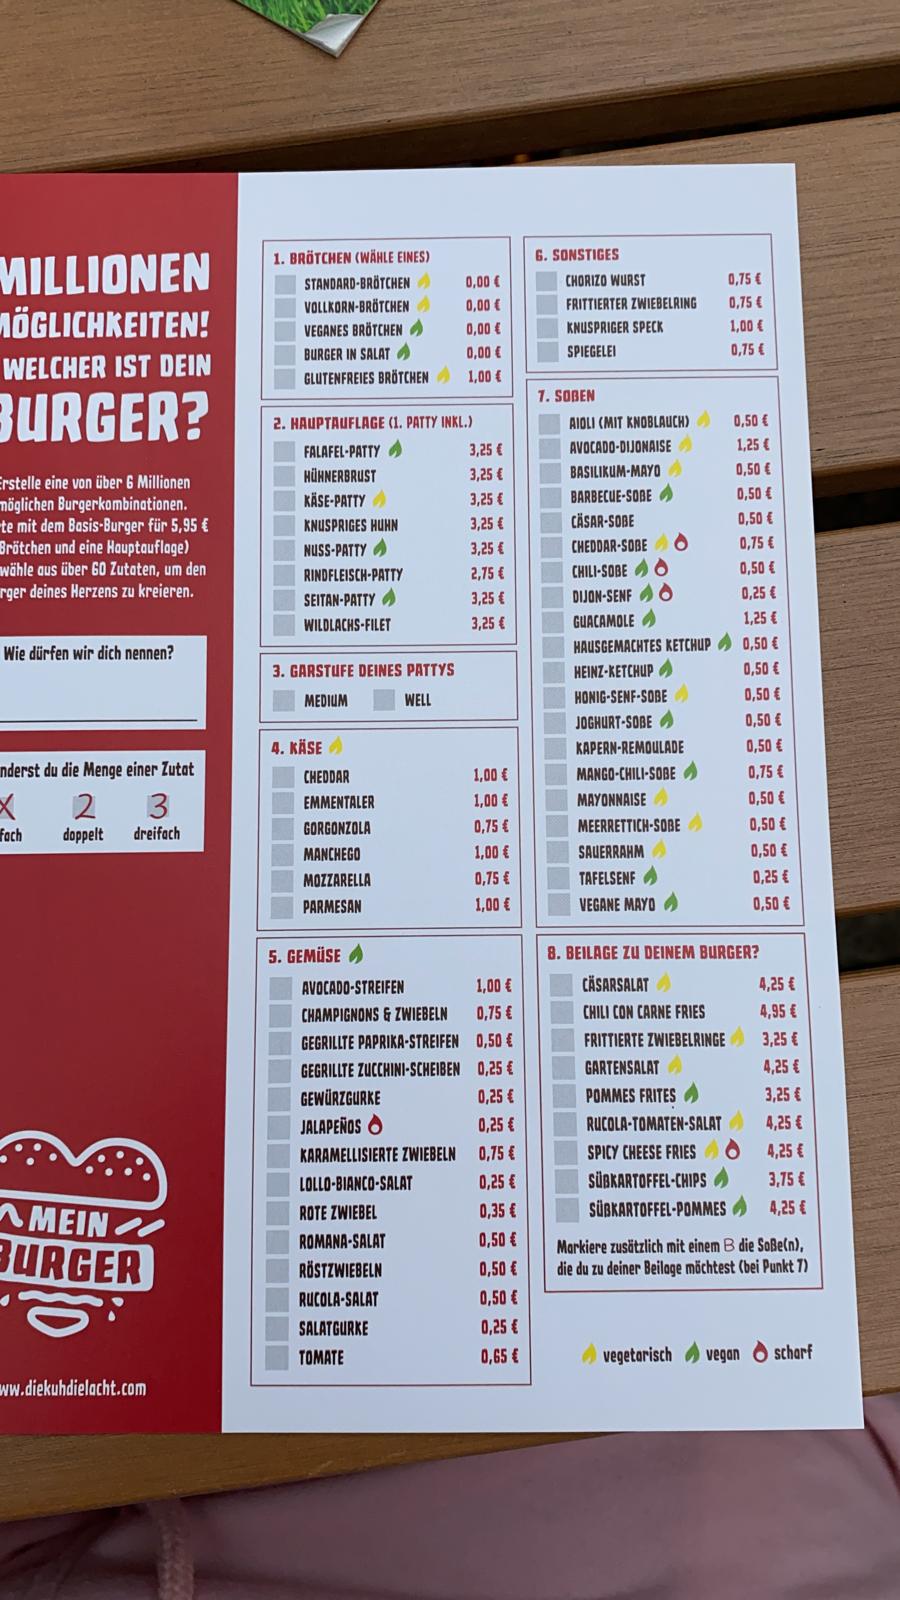 MILLIONEN
MÖGLICHKEITEN!
WELCHER IST DEIN
BURGER?
Erstelle eine von über 6 Millionen
möglichen Burgerkombinationen.
te mit dem Basis-Burger für 5,95 €
Brötchen und eine Hauptauflage)
wähle aus über 60 Zutaten, um den
rger deines Herzens zu kreieren.
Wie dürfen wir dich nennen?
nderst du die Menge einer Zutat
X 2 3
fach doppelt dreifach
MEIN
BURGER
ww.diekuhdielacht.com
1. BRÖTCHEN (WÄHLE EINES)
STANDARD-BRÖTCHEN 0,00 €
VOLLKORN-BRÖTCHEN 0,00 €
VEGANES BRÖTCHEN 0,00 €
BURGER IN SALAT 0,00 €
GLUTENFREIES BRÖTCHEN 1,00 €
2. HAUPTAUFLAGE (1. PATTY INKL.)
FALAFEL-PATTY 3,25 €
HÜHNERBRUST 3,25 €
KÄSE-PATTY 3,25 €
KNUSPRIGES HUHN 3,25 €
NUSS-PATTY 3,25 €
RINDFLEISCH-PATTY 2,75 €
SEITAN-PATTY 3,25 €
WILDLACHS-FILET 3,25 €
3. GARSTUFE DEINES PATTYS
MEDIUM WELL
4. KÄSE
CHEDDAR 1,00 €
EMMENTALER 1,00 €
GORGONZOLA 0,75 €
MANCHEGO 1,00 €
MOZZARELLA 0,75 €
PARMESAN 1,00 €
5. GEMÜSE
AVOCADO-STREIFEN 1,00 €
CHAMPIGNONS & ZWIEBELN 0,75 €
GEGRILLTE PAPRIKA-STREIFEN 0,50 €
GEGRILLTE ZUCCHINI-SCHEIBEN 0,25 €
GEWÜRZGURKE 0,25 €
JALAPEÑOS 0,25 €
KARAMELLISIERTE ZWIEBELN 0,75 €
LOLLO-BIANCO-SALAT 0,25 €
ROTE ZWIEBEL 0,35 €
ROMANA-SALAT 0,50 €
RÖSTZWIEBELN 0,50 €
RUCOLA-SALAT 0,50 €
SALATGURKE 0,25 €
TOMATE 0,65 €
6. SONSTIGES
CHORIZO WURST 0,75 €
FRITTIERTER ZWIEBELRING 0,75 €
KNUSPRIGER SPECK 1,00 €
SPIEGELEI 0,75 €
7. SOßEN
AIOLI (MIT KNOBLAUCH) 0,50 €
AVOCADO-DIJONAISE 1,25 €
BASILIKUM-MAYO 0,50 €
BARBECUE-SOßE 0,50 €
CÄSAR-SOßE 0,50 €
CHEDDAR-SOßE 0,75 €
CHILI-SOßE 0,50 €
DIJON-SENF 0,25 €
GUACAMOLE 1,25 €
HAUSGEMACHTES KETCHUP 0,50 €
HEINZ-KETCHUP 0,50 €
HONIG-SENF-SOßE 0,50 €
JOGHURT-SOßE 0,50 €
KAPERN-REMOULADE 0,50 €
MANGO-CHILI-SOßE 0,75 €
MAYONNAISE 0,50 €
MEERRETTICH-SOßE 0,50 €
SAUERRAHM 0,50 €
TAFELSENF 0,25 €
VEGANE MAYO 0,50 €
8. BEILAGE ZU DEINEM BURGER?
CÄSARSALAT 4,25 €
CHILI CON CARNE FRIES 4,95 €
FRITTIERTE ZWIEBELRINGE 3,25 €
GARTENSALAT 4,25 €
POMMES FRITES 3,25 €
RUCOLA-TOMATEN-SALAT 4,25 €
SPICY CHEESE FRIES 4,25 €
SÜßKARTOFFEL-CHIPS 3,75 €
SÜßKARTOFFEL-POMMES 4,25 €
Markiere zusätzlich mit einem B die Soße(n),
die du zu deiner Beilage möchtest (bei Punkt 7)
vegetarisch vegan scharf